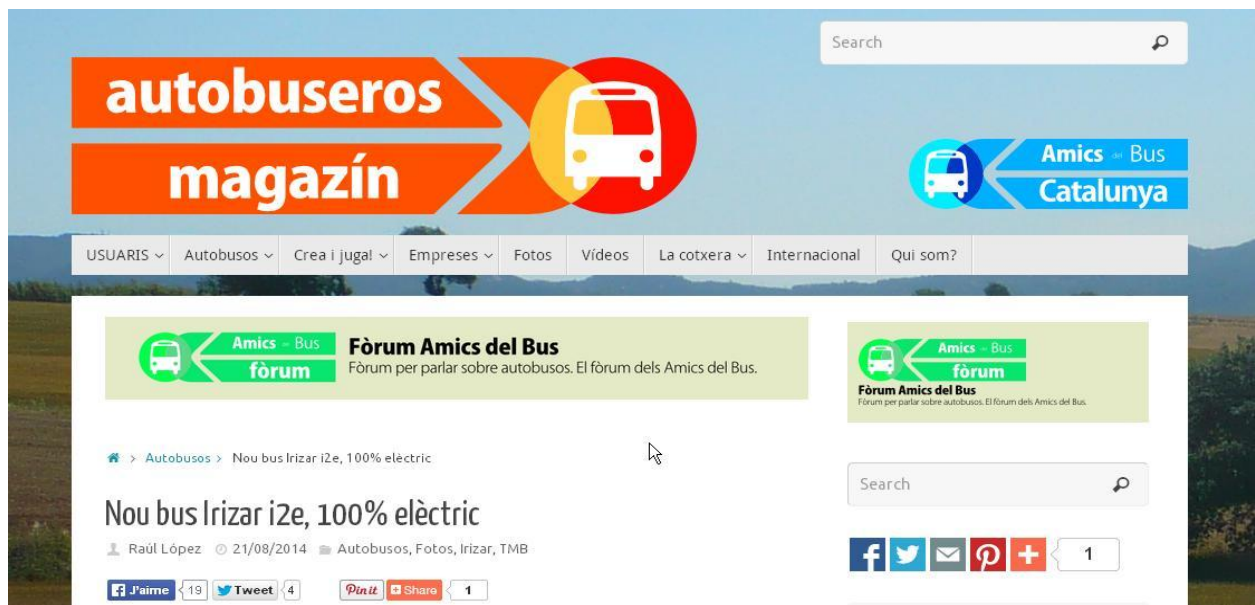 Search
autobuseros
magazín
Amics del Bus
Catalunya
USUARIS Autobusos Crea i juga! Empreses Fotos Vídeos La cotxera Internacional Qui som?
Amics del Bus
fòrum
Fòrum Amics del Bus
Fòrum per parlar sobre autobusos. El fòrum dels Amics del Bus.
Amics del Bus
fòrum
Fòrum Amics del Bus
Fòrum per parlar sobre autobusos. El fòrum dels Amics del Bus.
> Autobusos > Nou bus Irizar i2e, 100% elèctric
Search
Nou bus Irizar i2e, 100% elèctric
Raúl López 21/08/2014 Autobusos, Fotos, Irízar, TMB
1
J'aime 19 Tweet 4 Pin it Share 1